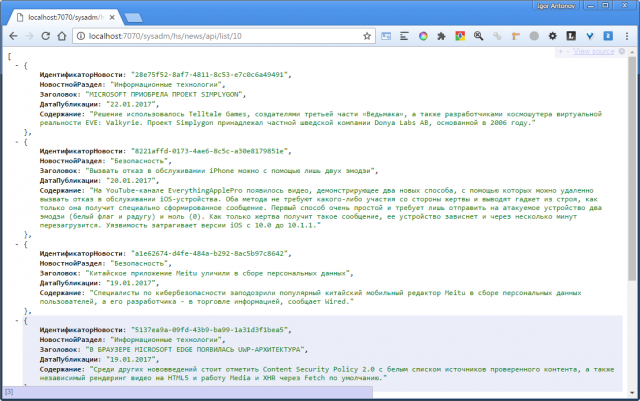 Igor Antonov
localhost:7070/sysadm/hs
localhost:7070/sysadm/hs/news/api/list/10
+ - View source
[
- {
ИдентификаторНовости: "28e75f52-8af7-4811-8c53-e7c0c6a49491",
НовостнойРаздел: "Информационные технологии",
Заголовок: "MICROSOFT ПРИОБРЕЛА ПРОЕКТ SIMPLYGON",
ДатаПубликации: "22.01.2017",
Содержание: "Решение использовалось Telltale Games, создателями третьей части «Ведьмака», а также разработчиками космошутера виртуальной
реальности EVE: Valkyrie. Проект Simplygon принадлежал частной шведской компании Donya Labs AB, основанной в 2006 году."
},
- {
ИдентификаторНовости: "8221affd-0173-4ae6-8c5c-a30e8179851e",
НовостнойРаздел: "Безопасность",
Заголовок: "Вызвать отказ в обслуживании iPhone можно с помощью лишь двух эмодзи",
ДатаПубликации: "20.01.2017",
Содержание: "На YouTube-канале EverythingApplePro появилось видео, демонстрирующее два новых способа, с помощью которых можно удаленно
вызвать отказ в обслуживании iOS-устройства. Оба метода не требуют какого-либо участия со стороны жертвы и выводят гаджет из строя, как
только она получит специально сформированное сообщение. Первый способ очень простой и требует лишь отправить на атакуемое устройство два
эмодзи (белый флаг и радугу) и ноль (0). Как только жертва получит такое сообщение, ее устройство зависнет и через несколько минут
перезагрузится. Уязвимость затрагивает версии iOS с 10.0 до 10.1.1."
},
- {
ИдентификаторНовости: "a1e62674-d4fe-484a-b292-8ac5b97c8642",
НовостнойРаздел: "Безопасность",
Заголовок: "Китайское приложение Meitu уличили в сборе персональных данных",
ДатаПубликации: "19.01.2017",
Содержание: "Специалисты по кибербезопасности заподозрили популярный китайский мобильный редактор Meitu в сборе персональных данных
пользователей, а его разработчика - в торговле информацией, сообщает Wired."
},
- {
ИдентификаторНовости: "5137ea9a-09fd-43b9-ba99-1a31d3f1bea5",
НовостнойРаздел: "Информационные технологии",
Заголовок: "В БРАУЗЕРЕ MICROSOFT EDGE ПОЯВИЛАСЬ UWP-АРХИТЕКТУРА",
ДатаПубликации: "19.01.2017",
Содержание: "Среди других нововведений стоит отметить Content Security Policy 2.0 с белым списком источников проверенного контента, а также
независимый рендеринг видео на HTML5 и работу Media и XHR через Fetch по умолчанию."
[3]